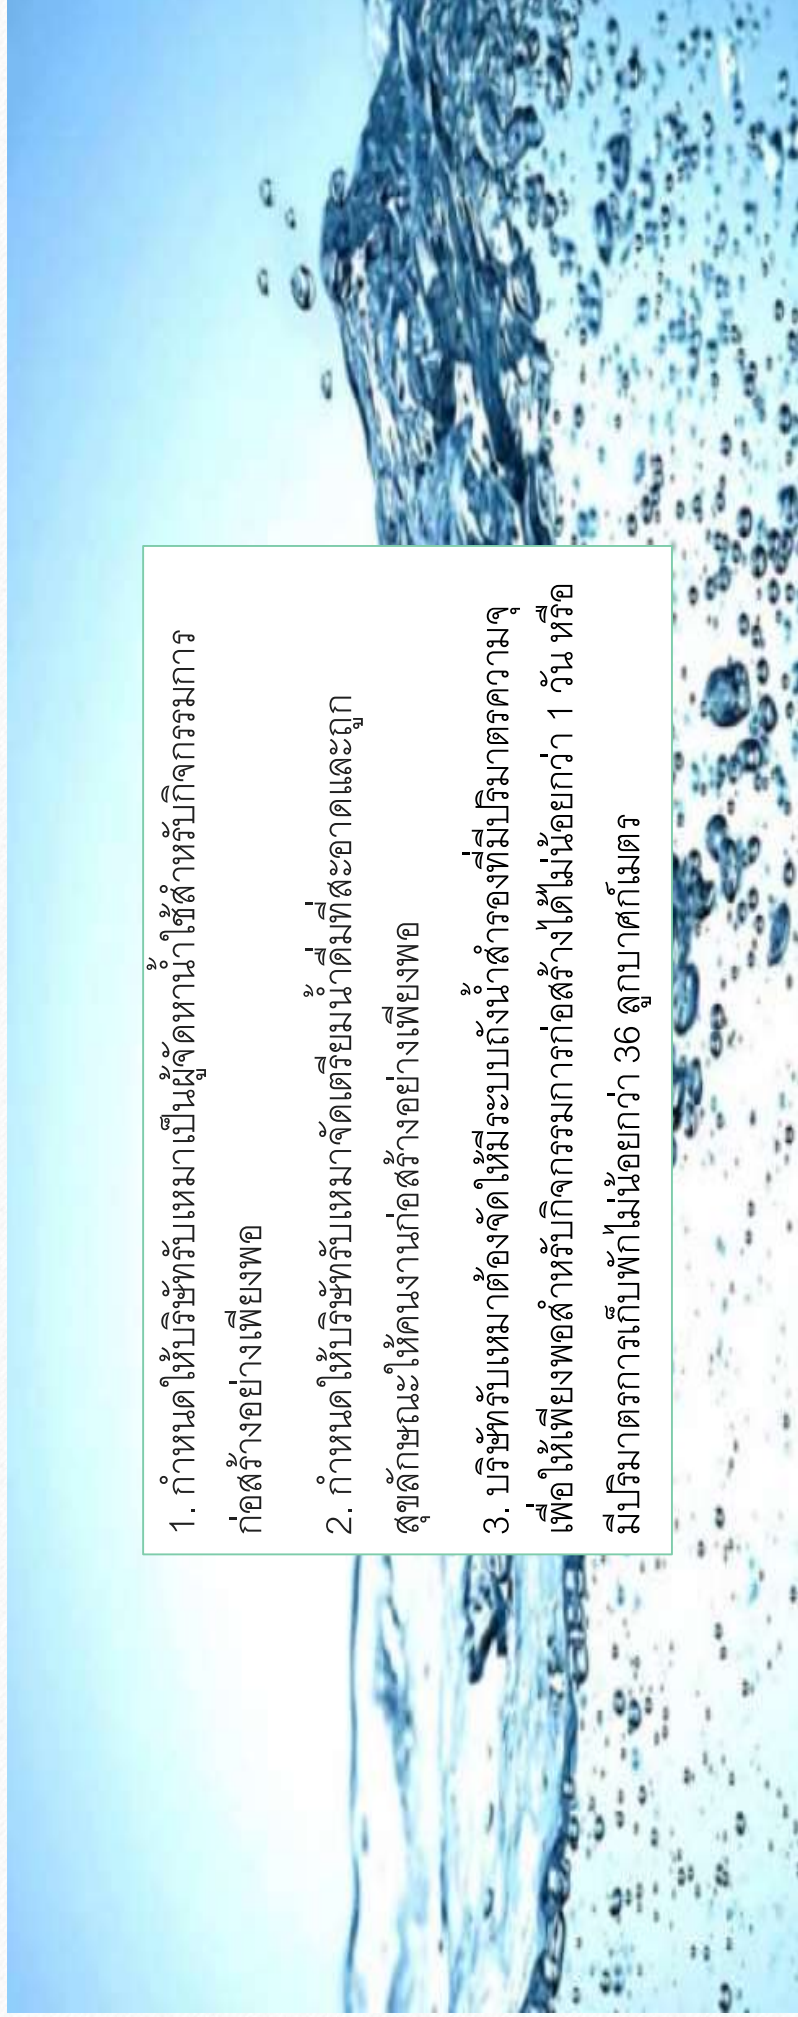 1. กำหนดให้บริษัทรับเหมาเป็นผู้จัดหาน้ำใช้สำหรับกิจกรรมการ
ก่อสร้างอย่างเพียงพอ
2. กำหนดให้บริษัทรับเหมาจัดเตรียมน้ำดื่มที่สะอาดและถูก
สุขลักษณะให้คนงานก่อสร้างอย่างเพียงพอ
3. บริษัทรับเหมาต้องจัดให้มีระบบถังน้ำสำรองที่มีปริมาตรความจุ
เพื่อให้เพียงพอสำหรับกิจกรรมการก่อสร้างได้ไม่น้อยกว่า 1 วัน หรือ
มีปริมาตรการเก็บพักไม่น้อยกว่า 36 ลูกบาศก์เมตร